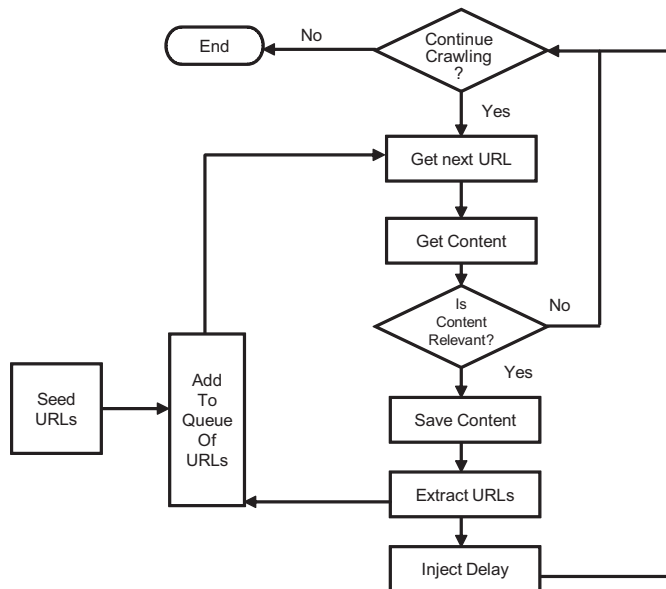 End
No
Continue
Crawling
?
Yes
Get next URL
Get Content
Is
Content
Relevant?
No
Yes
Seed
URLs
Add
To
Queue
Of
URLs
Save Content
Extract URLs
Inject Delay